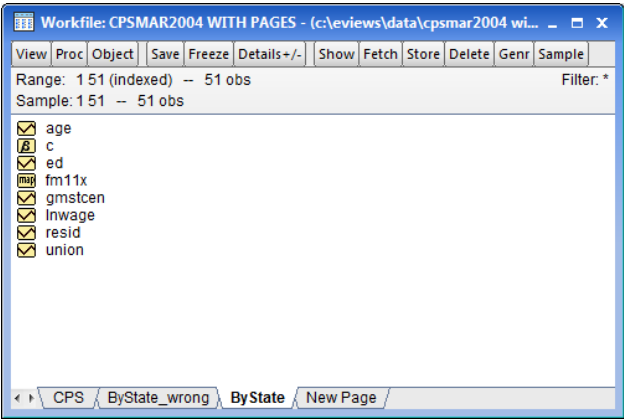 Workfile: CPSMAR2004 WITH PAGES - (c:\eviews\data\cpsmar2004 wi...
View Proc Object Save Freeze Details+/- Show Fetch Store Delete Genr Sample
Range: 1 51 (indexed) -- 51 obs Filter: *
Sample: 1 51 -- 51 obs
age
β c
ed
map fm11x
gmstcen
lnwage
resid
union
CPS ByState_wrong ByState New Page